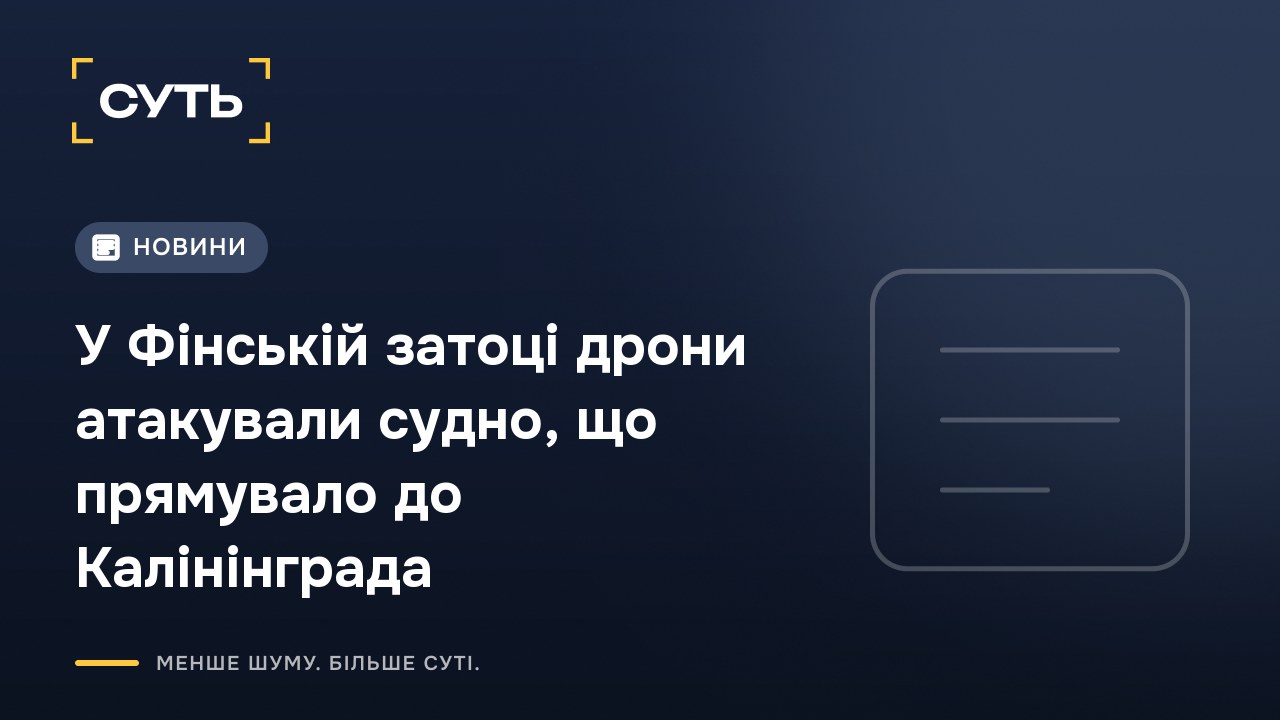 СУТЬ
НОВИНИ
У Фінській затоці дрони
атакували судно, що
прямувало до
Калінінграда
МЕНШЕ ШУМУ. БІЛЬШЕ СУТІ.